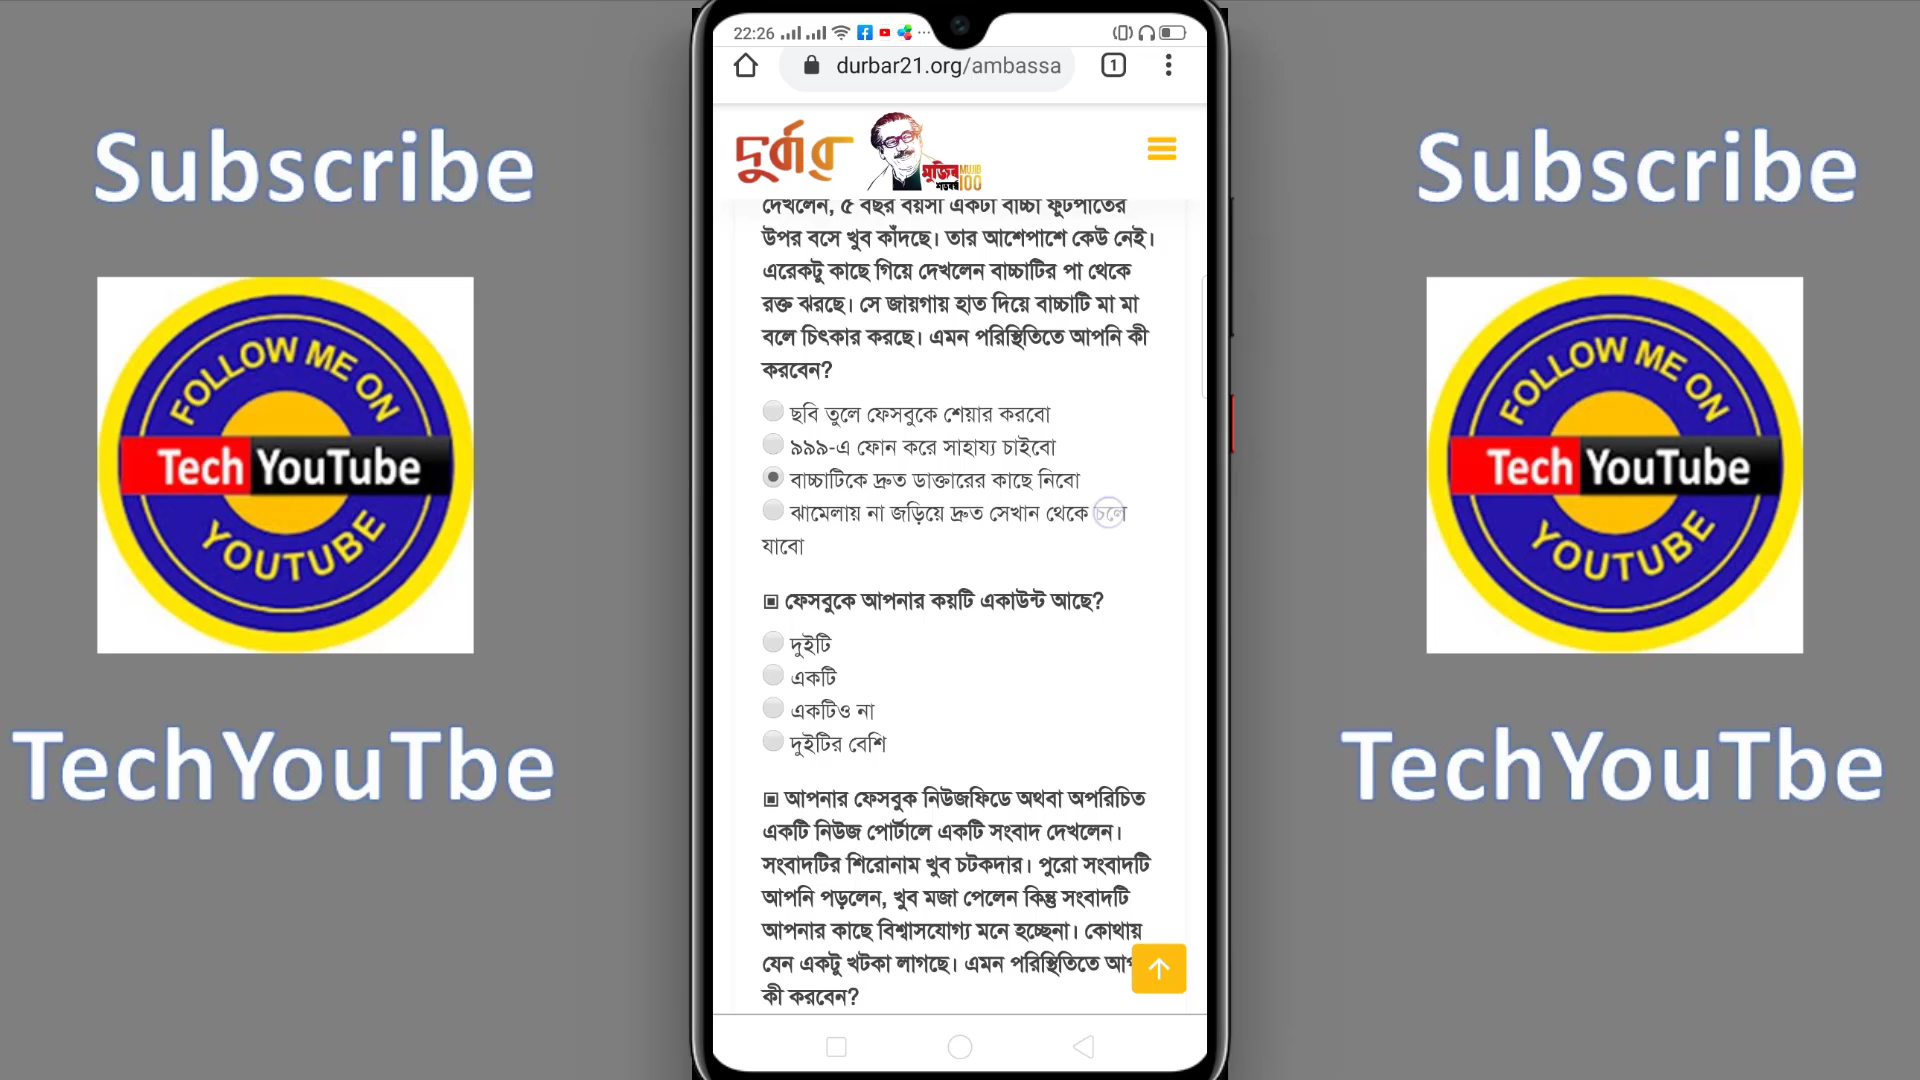 Subscribe
FOLLOW ME ON
Tech YouTube
YOUTUBE
TechYouTbe
22:26
durbar21.org/ambassa
1
দুর্বার
মুজিব MUJIB
শতবর্ষ 100
দেখলেন, ৫ বছর বয়সী একটা বাচ্চা ফুটপাতের
উপর বসে খুব কাঁদছে। তার আশেপাশে কেউ নেই।
এরেকটু কাছে গিয়ে দেখলেন বাচ্চাটির পা থেকে
রক্ত ঝরছে। সে জায়গায় হাত দিয়ে বাচ্চাটি মা মা
বলে চিৎকার করছে। এমন পরিস্থিতিতে আপনি কী
করবেন?
ছবি তুলে ফেসবুকে শেয়ার করবো
৯৯৯-এ ফোন করে সাহায্য চাইবো
বাচ্চাটিকে দ্রুত ডাক্তারের কাছে নিবো
ঝামেলায় না জড়িয়ে দ্রুত সেখান থেকে চলে
যাবো
▣ ফেসবুকে আপনার কয়টি একাউন্ট আছে?
দুইটি
একটি
একটিও না
দুইটির বেশি
▣ আপনার ফেসবুক নিউজফিডে অথবা অপরিচিত
একটি নিউজ পোর্টালে একটি সংবাদ দেখলেন।
সংবাদটির শিরোনাম খুব চটকদার। পুরো সংবাদটি
আপনি পড়লেন, খুব মজা পেলেন কিন্তু সংবাদটি
আপনার কাছে বিশ্বাসযোগ্য মনে হচ্ছেনা। কোথায়
যেন একটু খটকা লাগছে। এমন পরিস্থিতিতে
কী করবেন?
Subscribe
FOLLOW ME ON
Tech YouTube
YOUTUBE
TechYouTbe